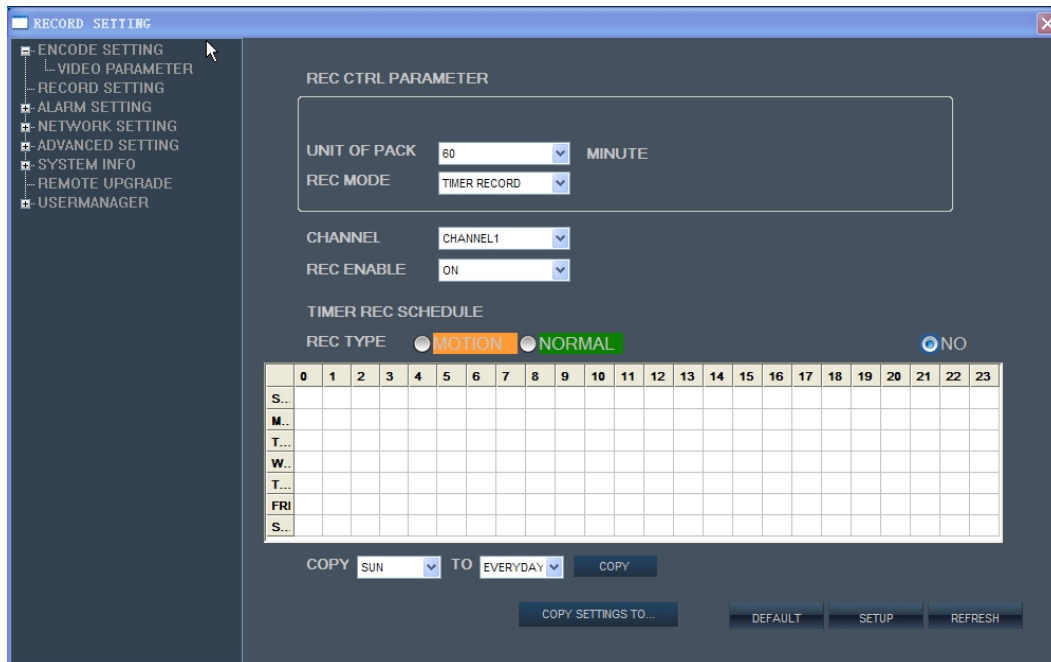 RECORD SETTING
ENCODE SETTING
VIDEO PARAMETER
RECORD SETTING
ALARM SETTING
NETWORK SETTING
ADVANCED SETTING
SYSTEM INFO
REMOTE UPGRADE
USERMANAGER
REC CTRL PARAMETER
UNIT OF PACK 60 MINUTE
REC MODE TIMER RECORD
CHANNEL CHANNEL1
REC ENABLE ON
TIMER REC SCHEDULE
REC TYPE MOTION NORMAL NO
0 1 2 3 4 5 6 7 8 9 10 11 12 13 14 15 16 17 18 19 20 21 22 23
S...
M...
T...
W...
T...
FRI
S...
COPY SUN TO EVERYDAY COPY
COPY SETTINGS TO... DEFAULT SETUP REFRESH